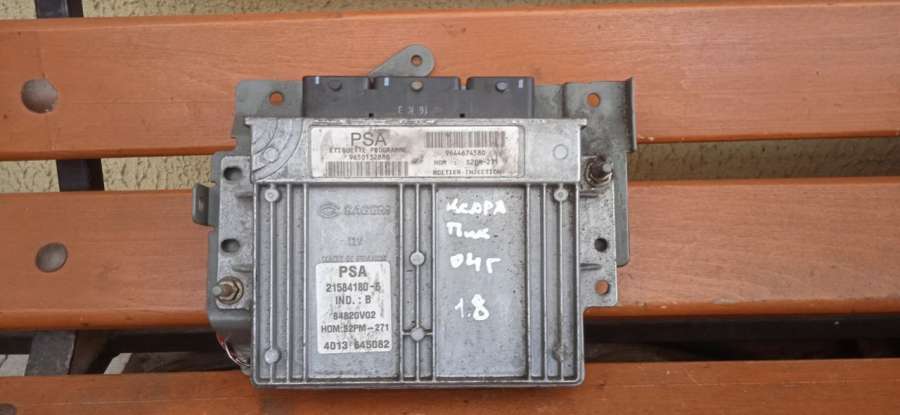 PSA
ETIQUETTE PROGRAMME
9650132880
9644674580
HOM : S2PM-271
BOITIER INJECTION
SAGEM
12V
PSA
21584180-6
IND.: B
84820V02
HOM:S2PM-271
4013 645082
КСАРА
Пик
04г
1.8